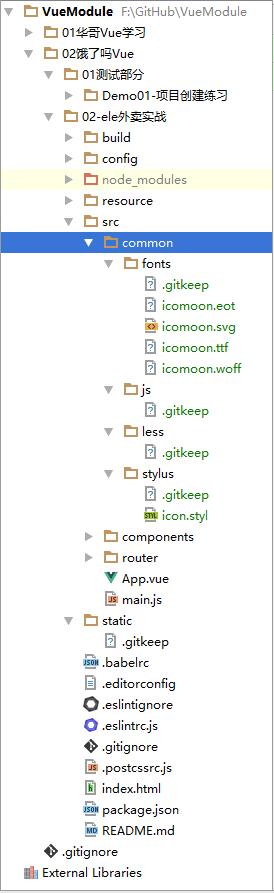 VueModule F:\GitHub\VueModule
01华哥Vue学习
02饿了吗Vue
01测试部分
Demo01-项目创建练习
02-ele外卖实战
build
config
node_modules
resource
src
common
fonts
.gitkeep
icomoon.eot
icomoon.svg
icomoon.ttf
icomoon.woff
js
.gitkeep
less
.gitkeep
stylus
.gitkeep
icon.styl
components
router
App.vue
main.js
static
.gitkeep
.babelrc
.editorconfig
.eslintignore
.eslintrc.js
.gitignore
.postcssrc.js
index.html
package.json
README.md
.gitignore
External Libraries